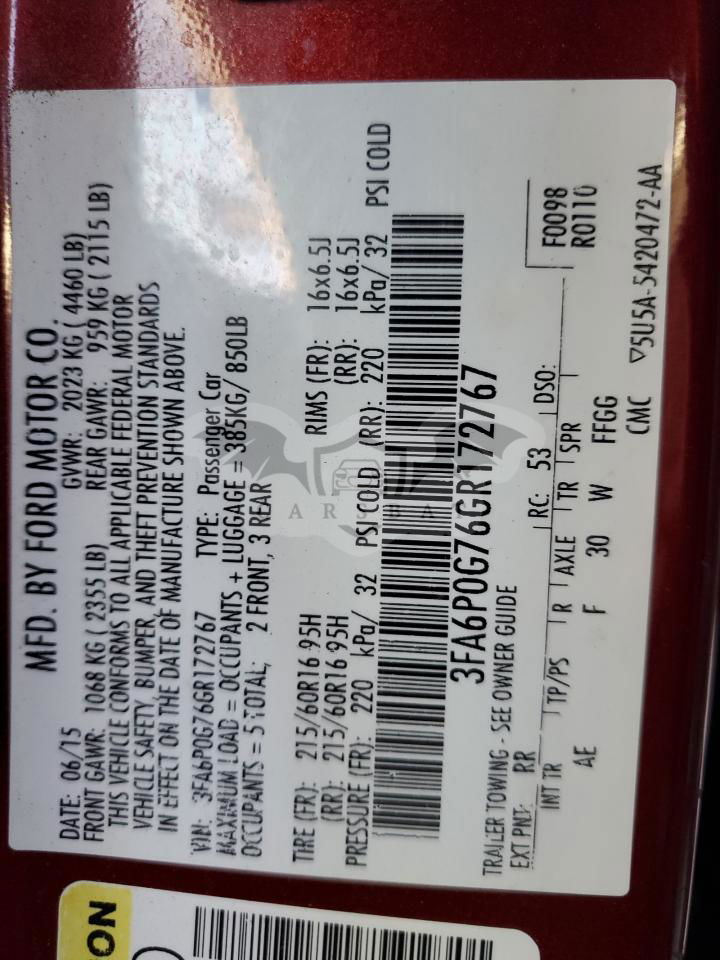 MFD. BY FORD MOTOR CO.
DATE: 06/15 GVWR: 2023 KG ( 4460 LB)
FRONT GAWR: 1068 KG ( 2355 LB) REAR GAWR: 959 KG ( 2115 LB)
THIS VEHICLE CONFORMS TO ALL APPLICABLE FEDERAL MOTOR
VEHICLE SAFETY, BUMPER, AND THEFT PREVENTION STANDARDS
IN EFFECT ON THE DATE OF MANUFACTURE SHOWN ABOVE.
VIN: 3FA6P0G76GR172767 TYPE: Passenger Car
MAXIMUM LOAD = OCCUPANTS + LUGGAGE = 385KG/ 850LB
OCCUPANTS = 5 TOTAL, 2 FRONT, 3 REAR
TIRE (FR): 215/60R16 95H RIMS (FR): 16x6.5J
(RR): 215/60R16 95H (RR): 16x6.5J
PRESSURE (FR): 220 kPa/ 32 PSI COLD (RR): 220 kPa/ 32 PSI COLD
3FA6P0G76GR172767
TRAILER TOWING - SEE OWNER GUIDE
EXT PNT: RR RC: 53 DSO: F0098
R0110
INT TR TP/PS R AXLE TR SPR
AE F 30 W FFGG
CMC ▽5U5A-5420472-AA
ON